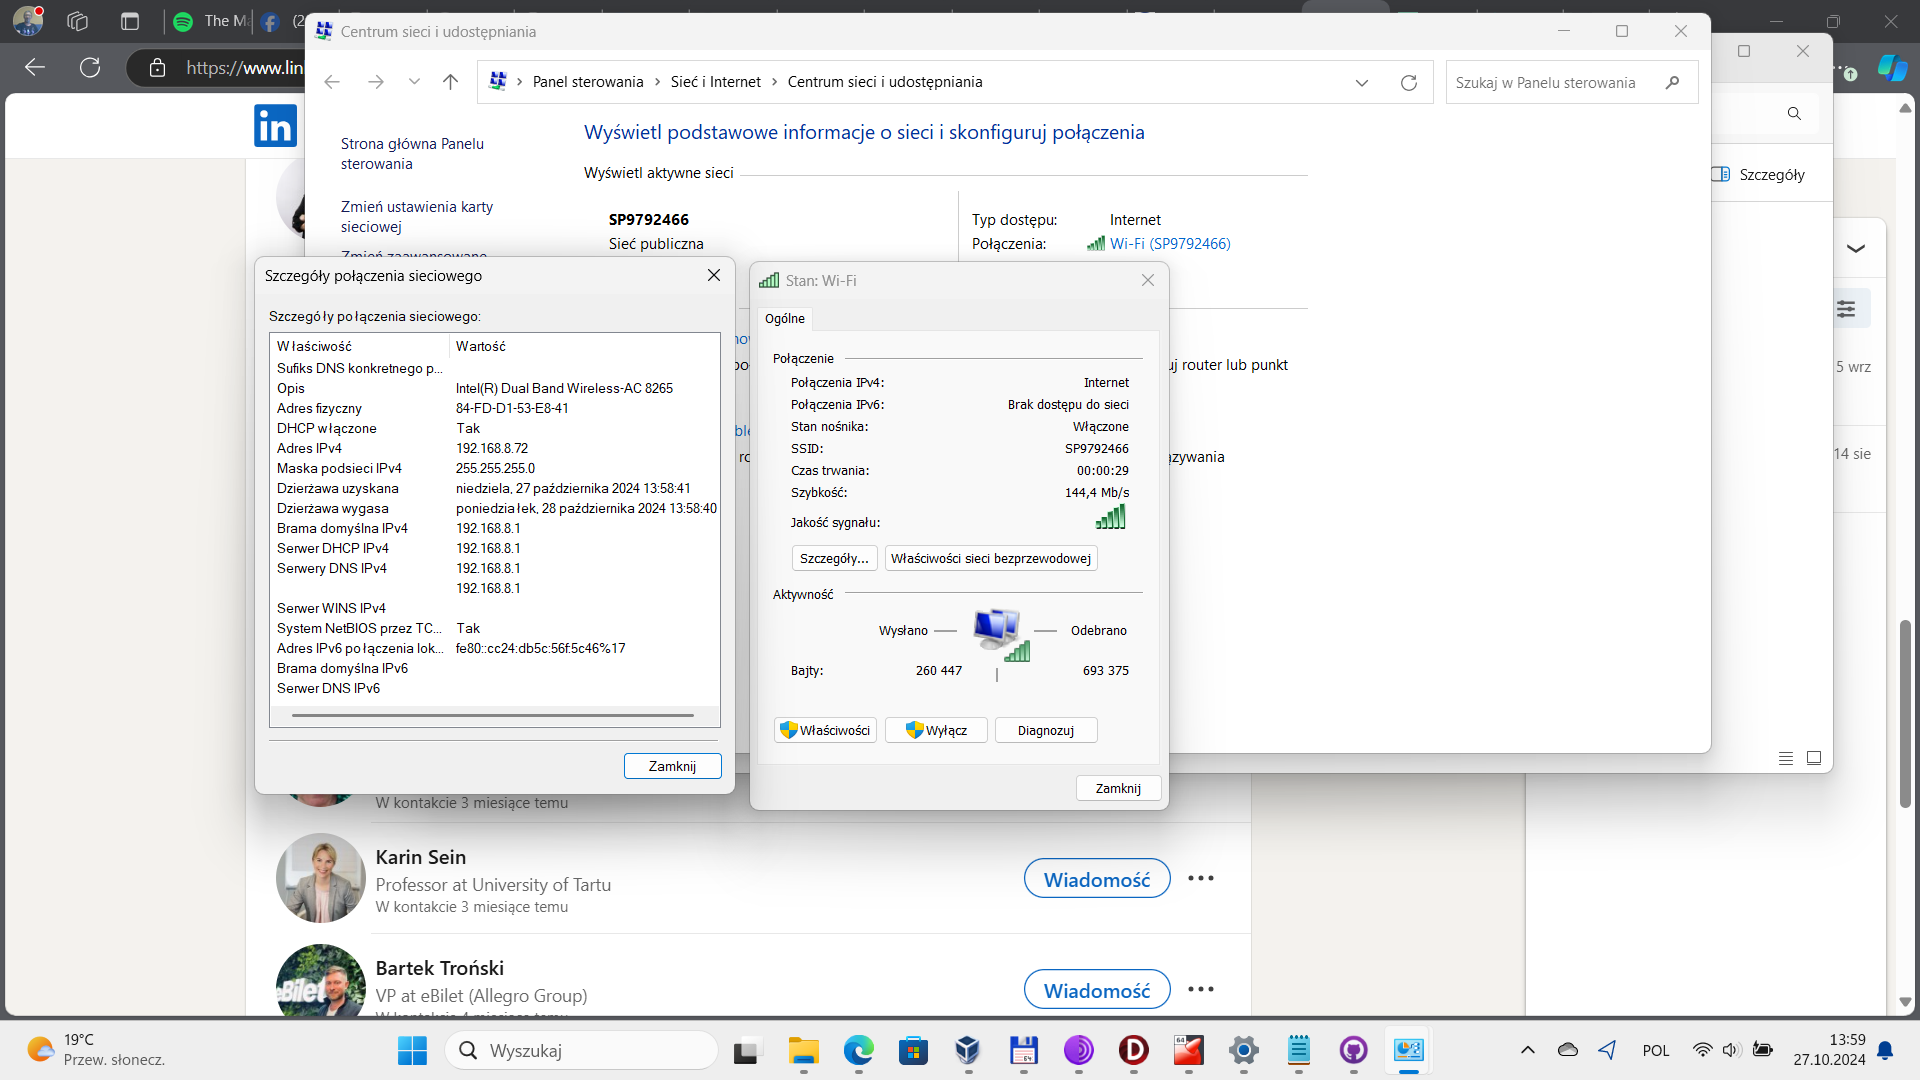 The Ma
(2
https://www.lin
in
Centrum sieci i udostępniania
Panel sterowania
Sieć i Internet
Centrum sieci i udostępniania
Szukaj w Panelu sterowania
Strona główna Panelu
sterowania
Zmień ustawienia karty
sieciowej
Zmień zaawansowane
Wyświetl podstawowe informacje o sieci i skonfiguruj połączenia
Wyświetl aktywne sieci
SP9792466
Sieć publiczna
Typ dostępu: Internet
Połączenia: Wi-Fi (SP9792466)
uj router lub punkt
Szczegóły
5 wrz
14 sie
Szczegóły połączenia sieciowego
Szczegóły połączenia sieciowego:
Właściwość Wartość
Sufiks DNS konkretnego p...
Opis Intel(R) Dual Band Wireless-AC 8265
Adres fizyczny 84-FD-D1-53-E8-41
DHCP włączone Tak
Adres IPv4 192.168.8.72
Maska podsieci IPv4 255.255.255.0
Dzierżawa uzyskana niedziela, 27 października 2024 13:58:41
Dzierżawa wygasa poniedziałek, 28 października 2024 13:58:40
Brama domyślna IPv4 192.168.8.1
Serwer DHCP IPv4 192.168.8.1
Serwery DNS IPv4 192.168.8.1
192.168.8.1
Serwer WINS IPv4
System NetBIOS przez TC... Tak
Adres IPv6 połączenia lok... fe80::cc24:db5c:56f:5c46%17
Brama domyślna IPv6
Serwer DNS IPv6
Zamknij
Stan: Wi-Fi
Ogólne
Połączenie
Połączenia IPv4: Internet
Połączenia IPv6: Brak dostępu do sieci
Stan nośnika: Włączone
SSID: SP9792466
Czas trwania: 00:00:29
Szybkość: 144,4 Mb/s
Jakość sygnału:
Szczegóły... Właściwości sieci bezprzewodowej
Aktywność
Wysłano Odebrano
Bajty: 260 447 693 375
Właściwości Wyłącz Diagnozuj
Zamknij
W kontakcie 3 miesiące temu
Karin Sein
Professor at University of Tartu
W kontakcie 3 miesiące temu
Wiadomość
Bartek Troński
VP at eBilet (Allegro Group)
W kontakcie 4 miesiące temu
Wiadomość
eBilet
19°C
Przew. słonecz.
Wyszukaj
64
64
D
POL
13:59
27.10.2024